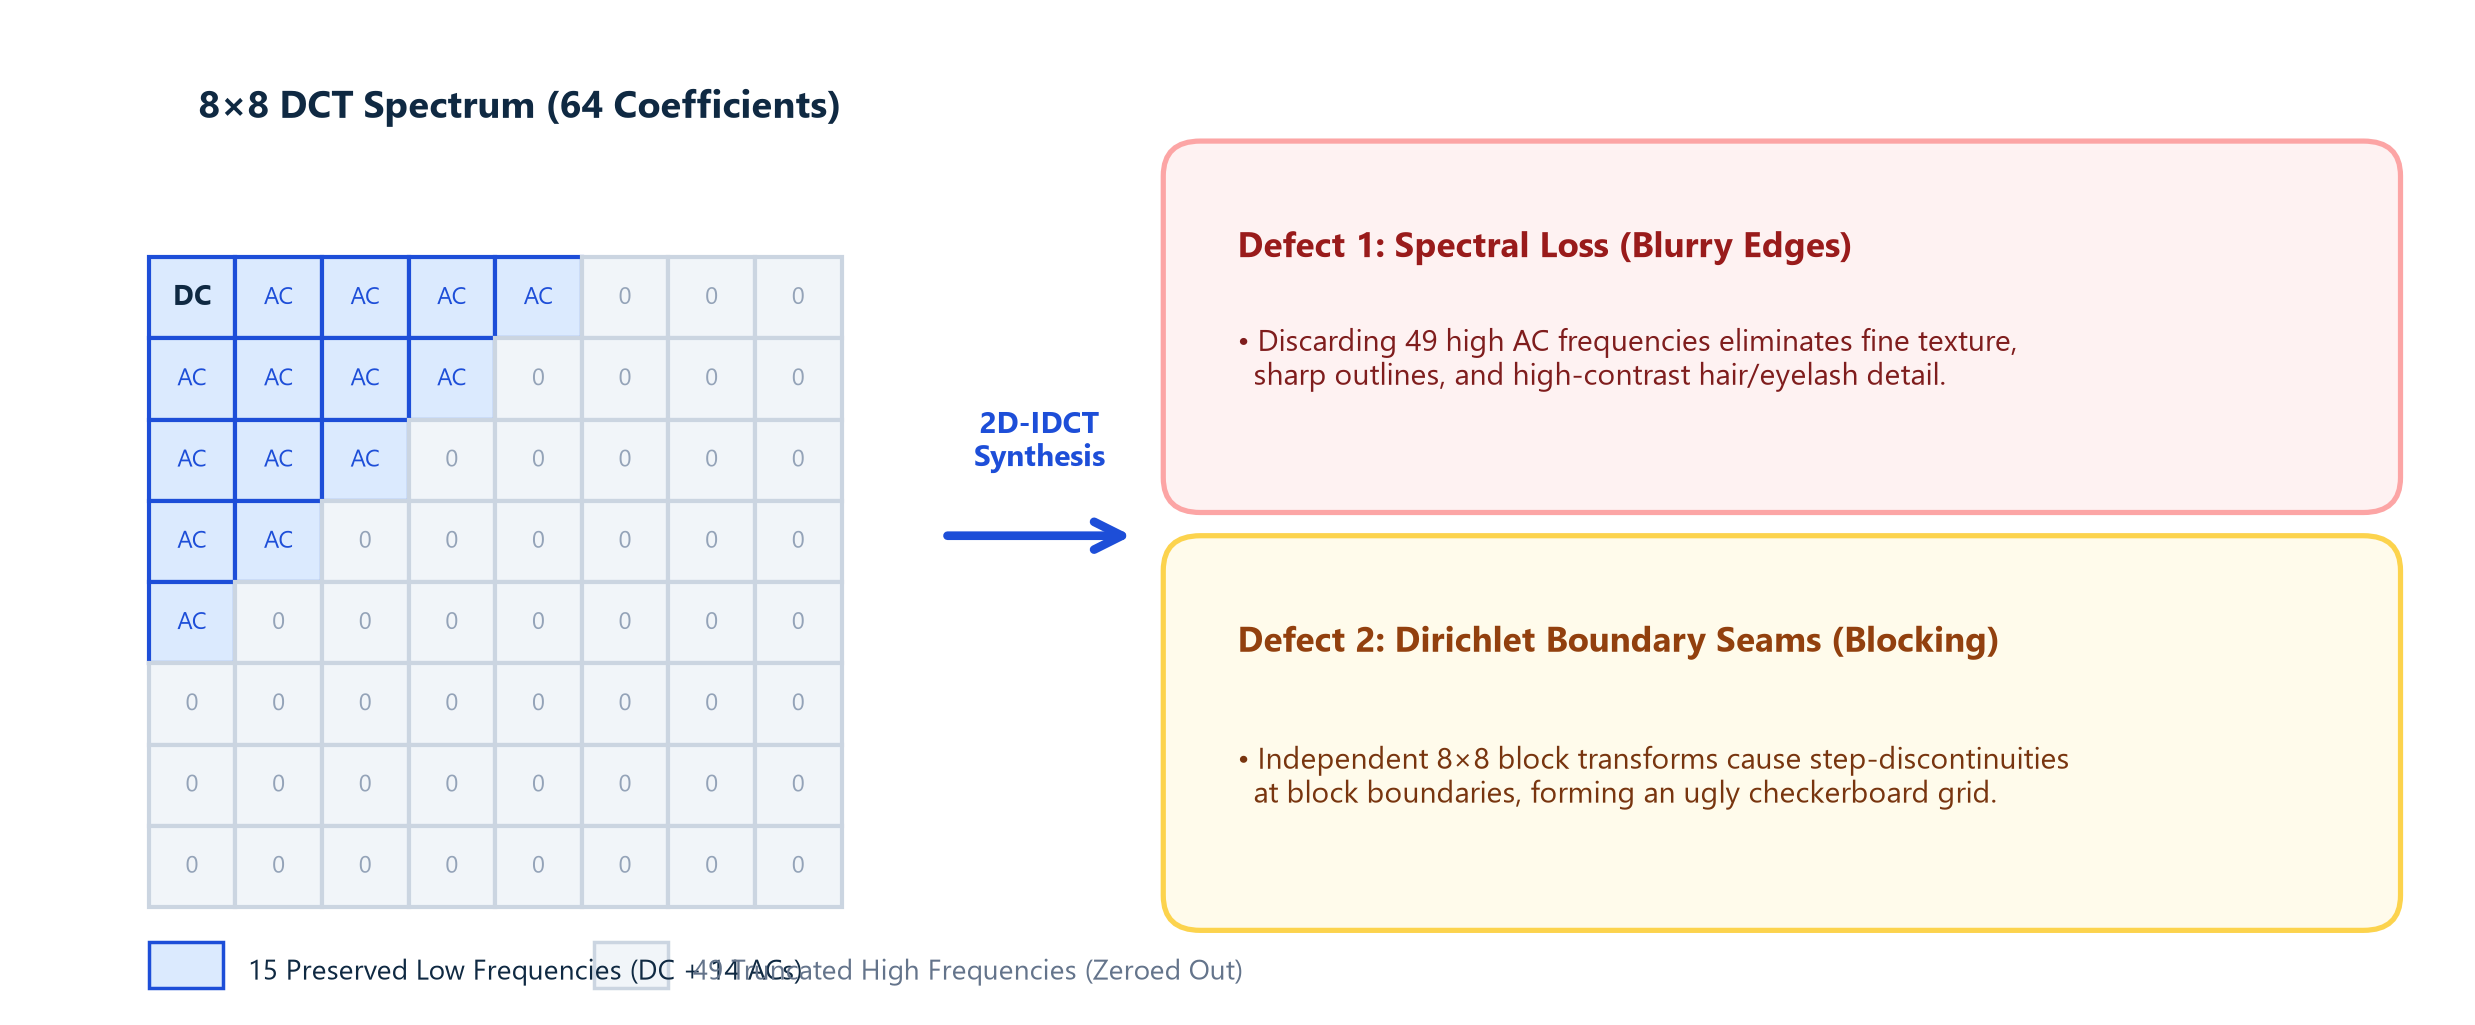 8×8 DCT Spectrum (64 Coefficients)
DC AC AC AC AC 0 0 0
AC AC AC AC 0 0 0 0
AC AC AC 0 0 0 0 0
AC AC 0 0 0 0 0 0
AC 0 0 0 0 0 0 0
0 0 0 0 0 0 0 0
0 0 0 0 0 0 0 0
0 0 0 0 0 0 0 0
15 Preserved Low Frequencies (DC + 14 ACs)
49 Truncated High Frequencies (Zeroed Out)
2D-IDCT
Synthesis
Defect 1: Spectral Loss (Blurry Edges)
• Discarding 49 high AC frequencies eliminates fine texture,
sharp outlines, and high-contrast hair/eyelash detail.
Defect 2: Dirichlet Boundary Seams (Blocking)
• Independent 8×8 block transforms cause step-discontinuities
at block boundaries, forming an ugly checkerboard grid.